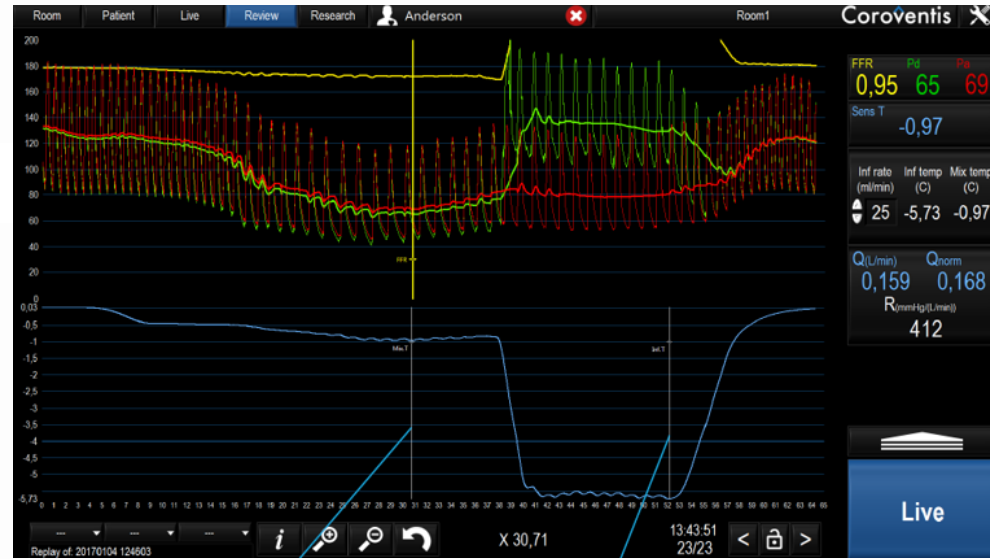 Room Patient Live Review Research Anderson Room1 Coroventis
FFR Pd Pa
0,95 65 69
Sens T
-0,97
Inf rate Inf temp Mix temp
(ml/min) (C) (C)
25 -5,73 -0,97
Q(L/min) Qnorm
0,159 0,168
R(mmHg/(L/min))
412
Live
200
180
160
140
120
100
80
60
40
20
0
FFR
0,03
-0,5
-1
-1,5
-2
-2,5
-3
-3,5
-4
-4,5
-5
-5,73
Mix.T
Inf.T
0 1 2 3 4 5 6 7 8 9 10 11 12 13 14 15 16 17 18 19 20 21 22 23 24 25 26 27 28 29 30 31 32 33 34 35 36 37 38 39 40 41 42 43 44 45 46 47 48 49 50 51 52 53 54 55 56 57 58 59 60 61 62 63 64 65
--- --- --- i X 30,71 13:43:51 < >
23/23
Replay of: 20170104 124603